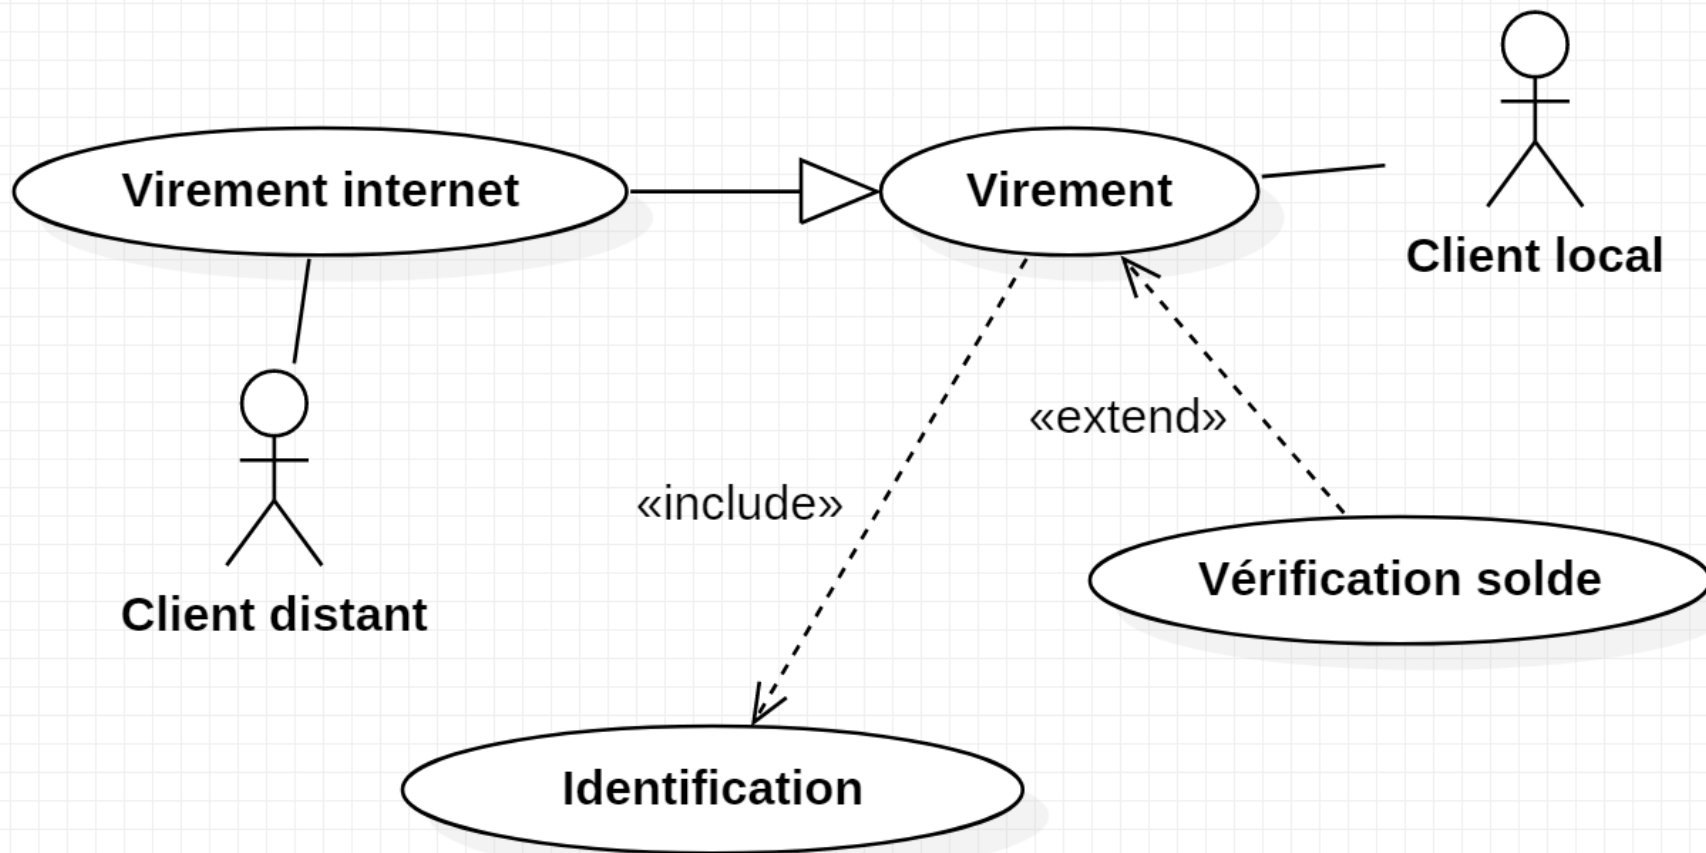 Virement internet
Virement
Client local
«extend»
«include»
Vérification solde
Client distant
Identification